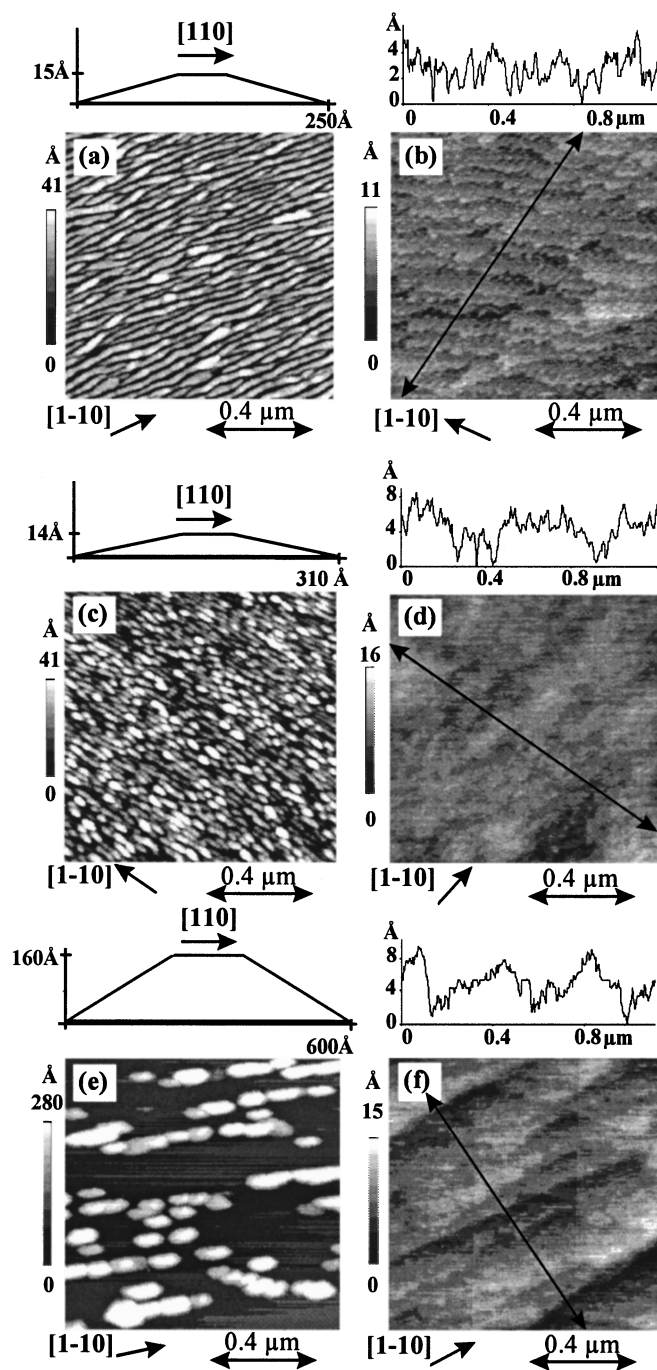 [110]
15Å
250Å
Å
4
2
0
0 0.4 0.8 µm
Å
41
0
(a)
[1-10]
0.4 µm
11
0
(b)
[1-10]
0.4 µm
[110]
14Å
310 Å
Å
8
4
0
0 0.4 0.8 µm
Å
41
0
(c)
[1-10]
0.4 µm
Å
16
0
(d)
[1-10]
0.4 µm
[110]
160Å
600Å
Å
8
4
0
0 0.4 0.8 µm
Å
280
0
(e)
[1-10]
0.4 µm
Å
15
0
(f)
[1-10]
0.4 µm